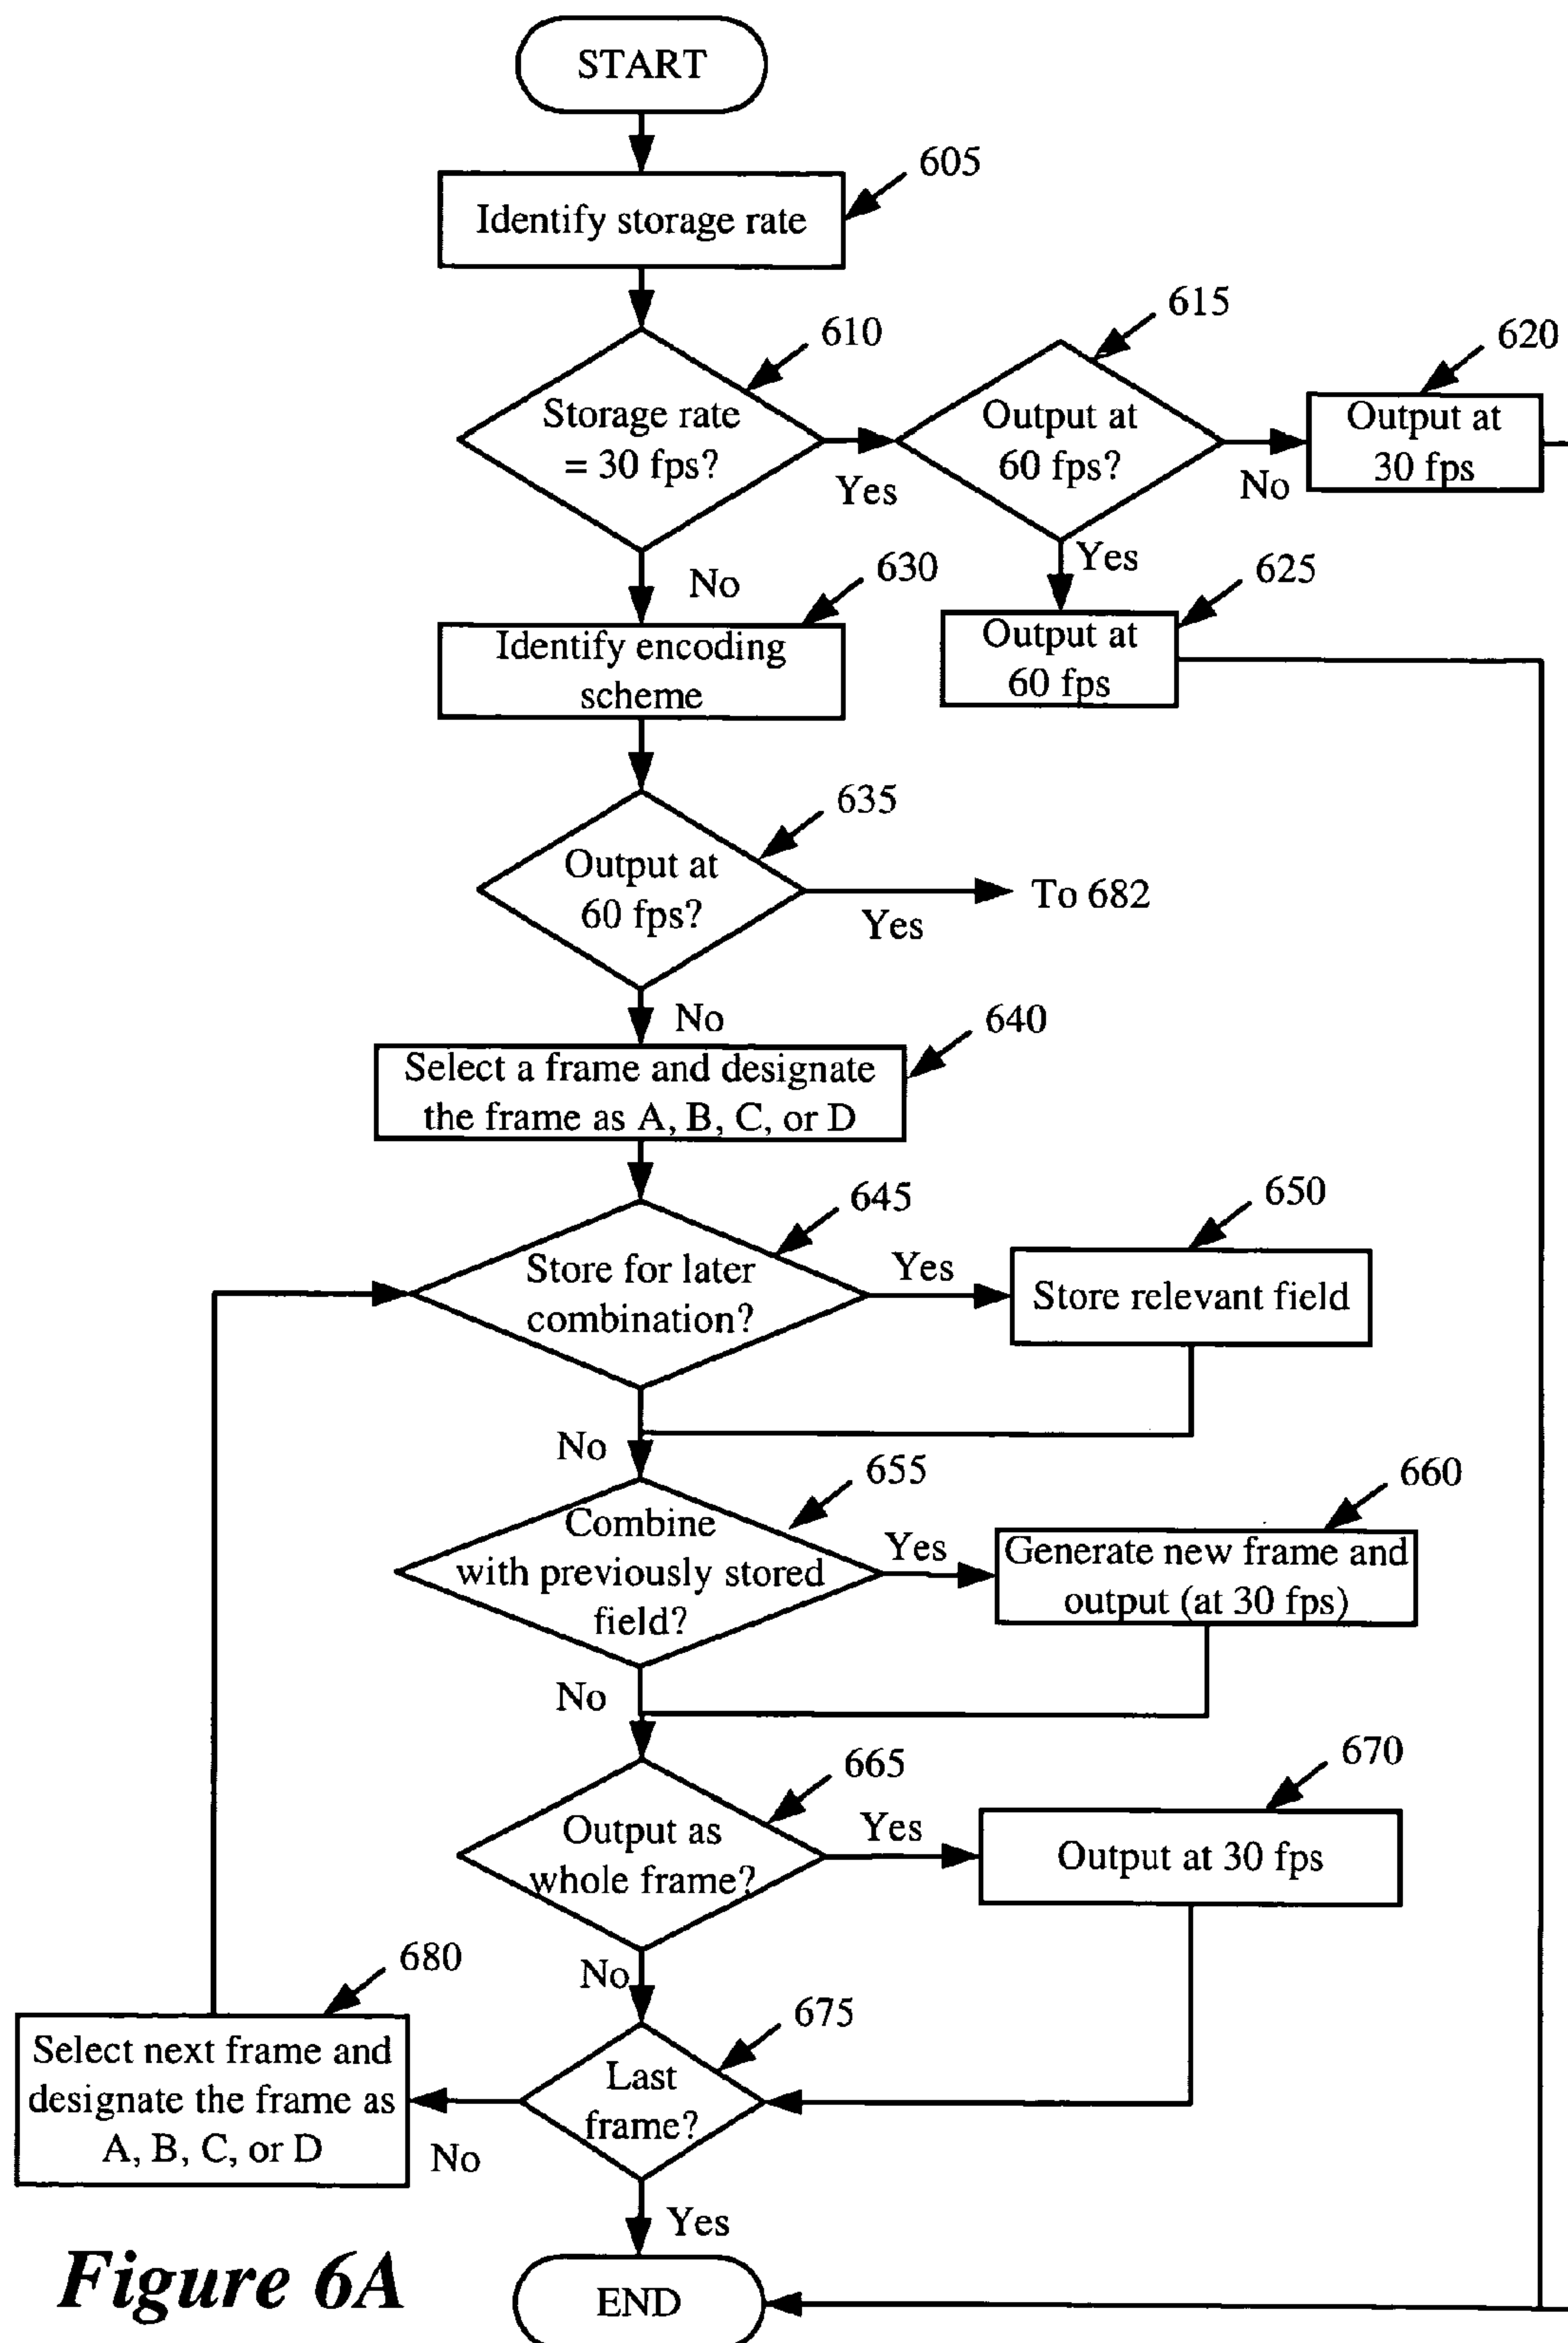 START
605
Identify storage rate
610
615
620
Storage rate
= 30 fps?
Yes
Output at
60 fps?
No
Output at
30 fps
No
Yes
630
625
Identify encoding
scheme
Output at
60 fps
635
Output at
60 fps?
Yes
To 682
No
640
Select a frame and designate
the frame as A, B, C, or D
645
650
Store for later
combination?
Yes
Store relevant field
No
655
660
Combine
with previously stored
field?
Yes
Generate new frame and
output (at 30 fps)
No
665
670
Output as
whole frame?
Yes
Output at 30 fps
No
680
675
Select next frame and
designate the frame as
A, B, C, or D
No
Last
frame?
Yes
Figure 6A
END